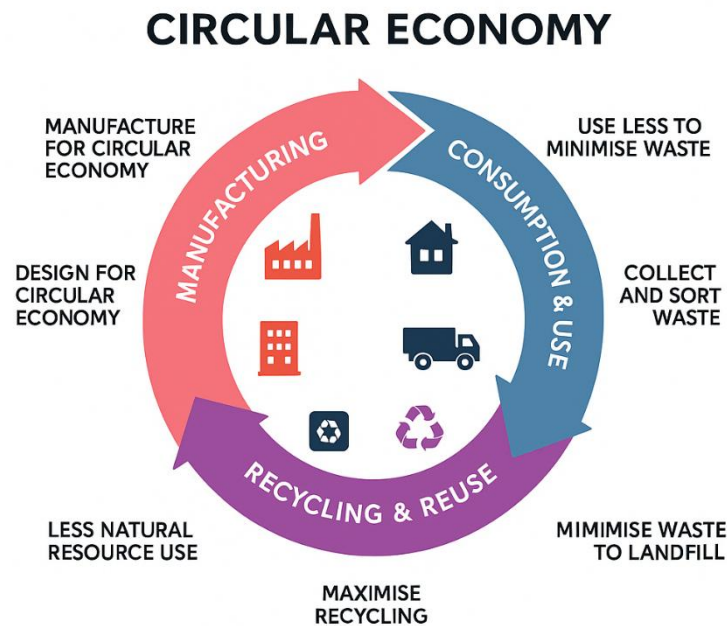 CIRCULAR ECONOMY
MANUFACTURE
FOR CIRCULAR
ECONOMY
DESIGN FOR
CIRCULAR
ECONOMY
MANUFACTURING
CONSUMPTION & USE
RECYCLING & REUSE
USE LESS TO
MINIMISE WASTE
COLLECT
AND SORT
WASTE
MIMIMISE WASTE
TO LANDFILL
MAXIMISE
RECYCLING
LESS NATURAL
RESOURCE USE